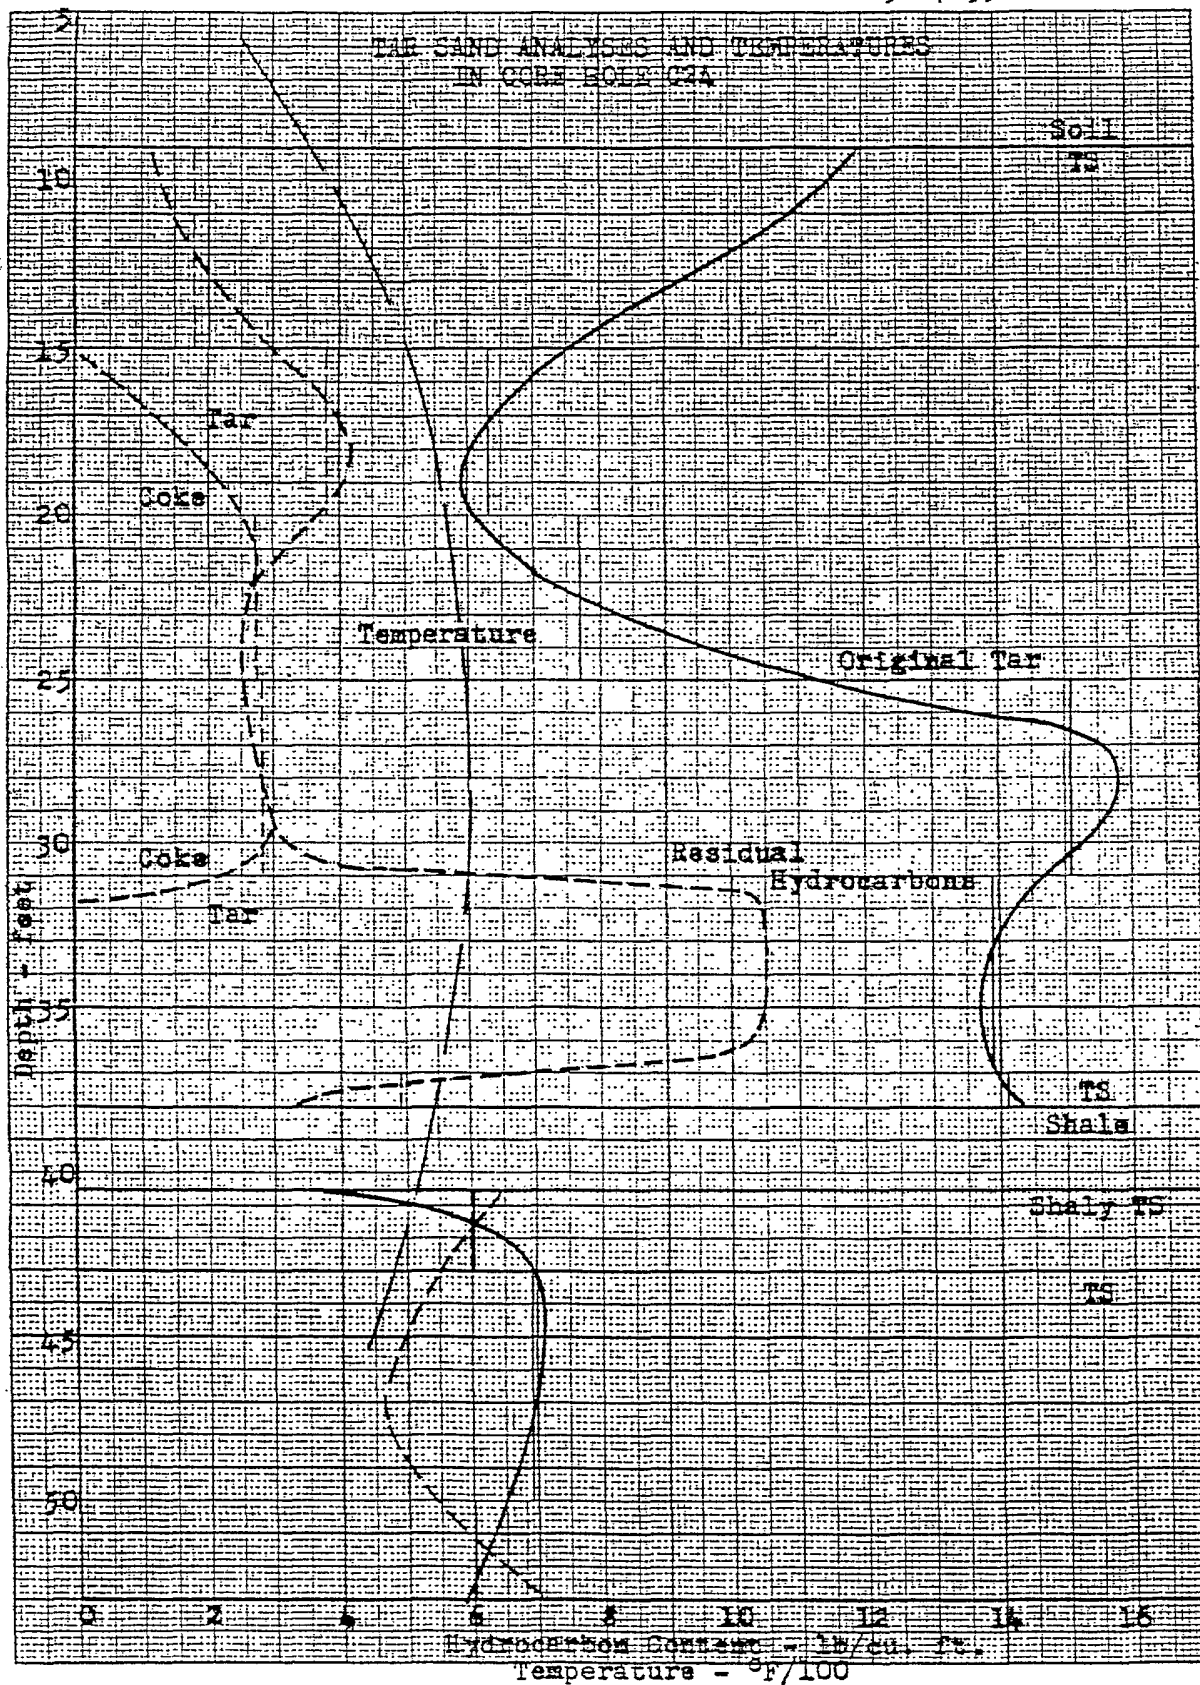 5
TAR SAND ANALYSES AND TEMPERATURES
IN CORE HOLE C2A
Soil
TS
10
15
Tar
Coke
20
Temperature
Original Tar
25
30
Coke
Residual
Hydrocarbons
Tar
Depth - Feet
35
TS
Shale
40
Shaly TS
TS
45
50
0 2 4 6 8 10 12 14 16
Hydrocarbon Content - lb/cu. ft.
Temperature - °F/100